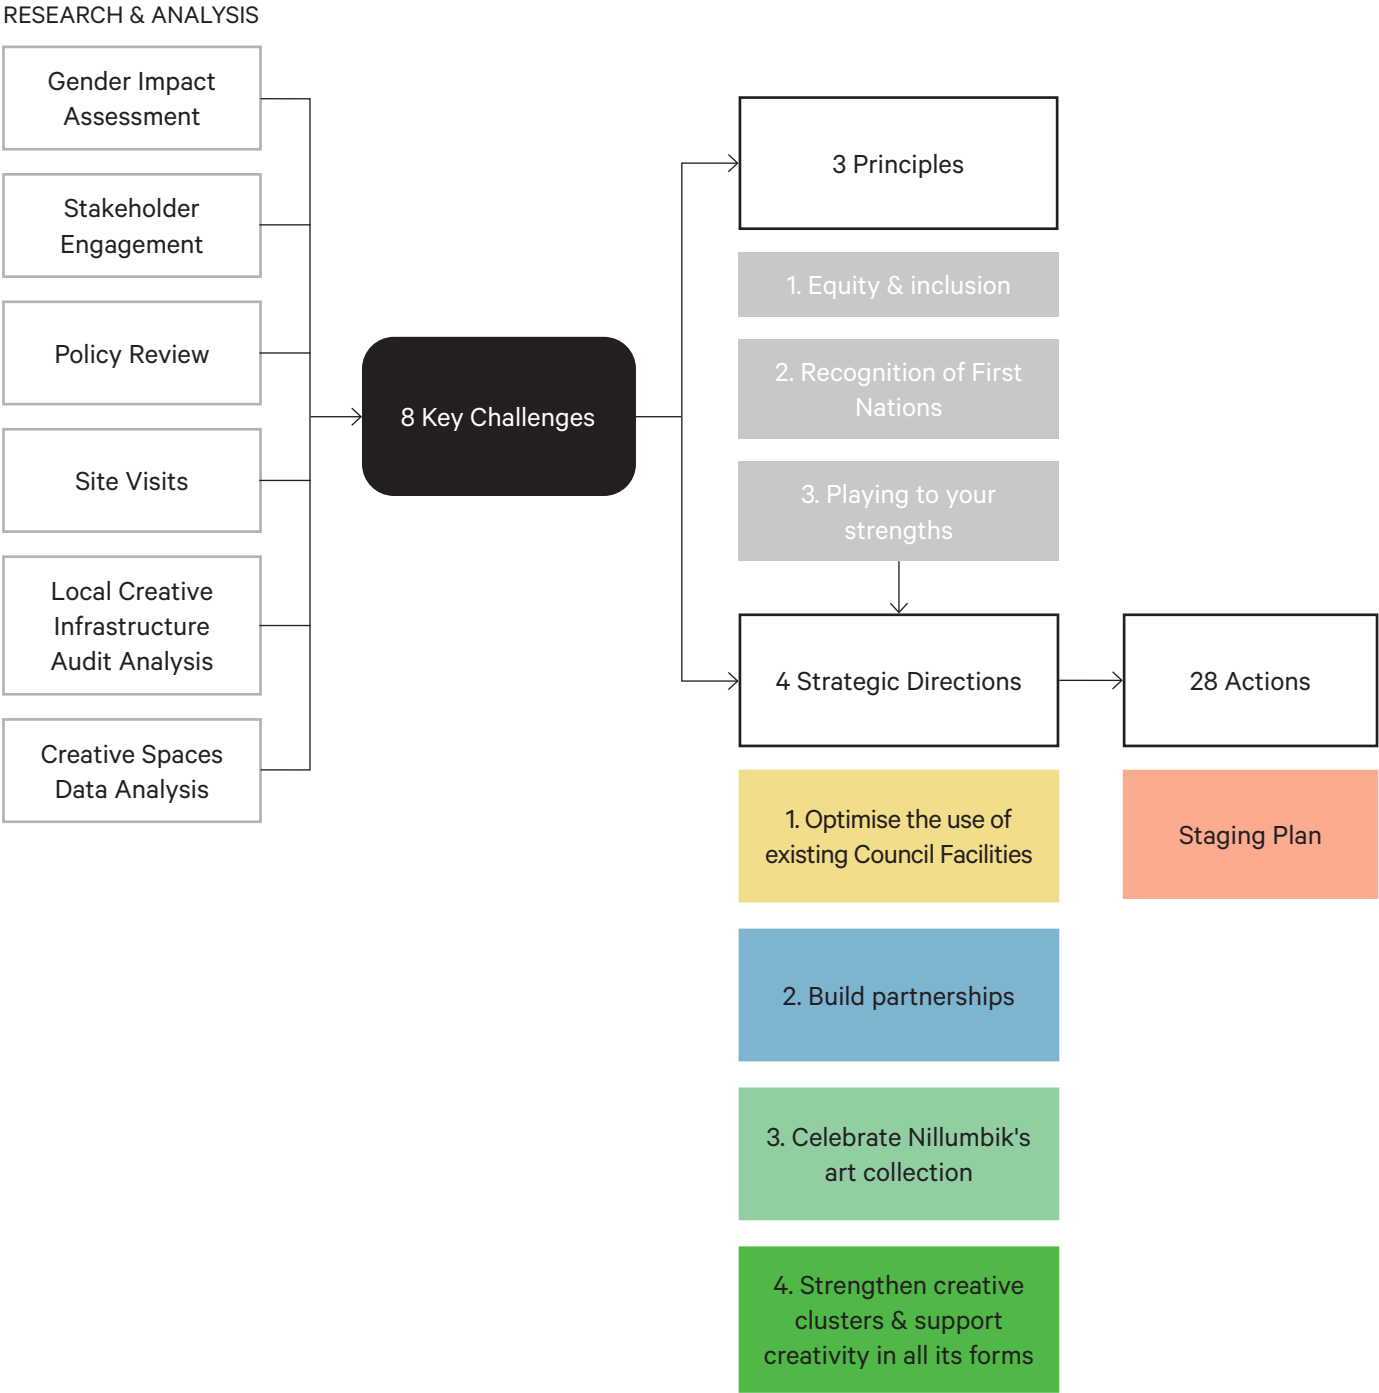 RESEARCH & ANALYSIS
Gender Impact
Assessment
Stakeholder
Engagement
Policy Review
Site Visits
Local Creative
Infrastructure
Audit Analysis
Creative Spaces
Data Analysis
8 Key Challenges
3 Principles
1. Equity & inclusion
2. Recognition of First
Nations
3. Playing to your
strengths
4 Strategic Directions
1. Optimise the use of
existing Council Facilities
2. Build partnerships
3. Celebrate Nillumbik's
art collection
4. Strengthen creative
clusters & support
creativity in all its forms
28 Actions
Staging Plan